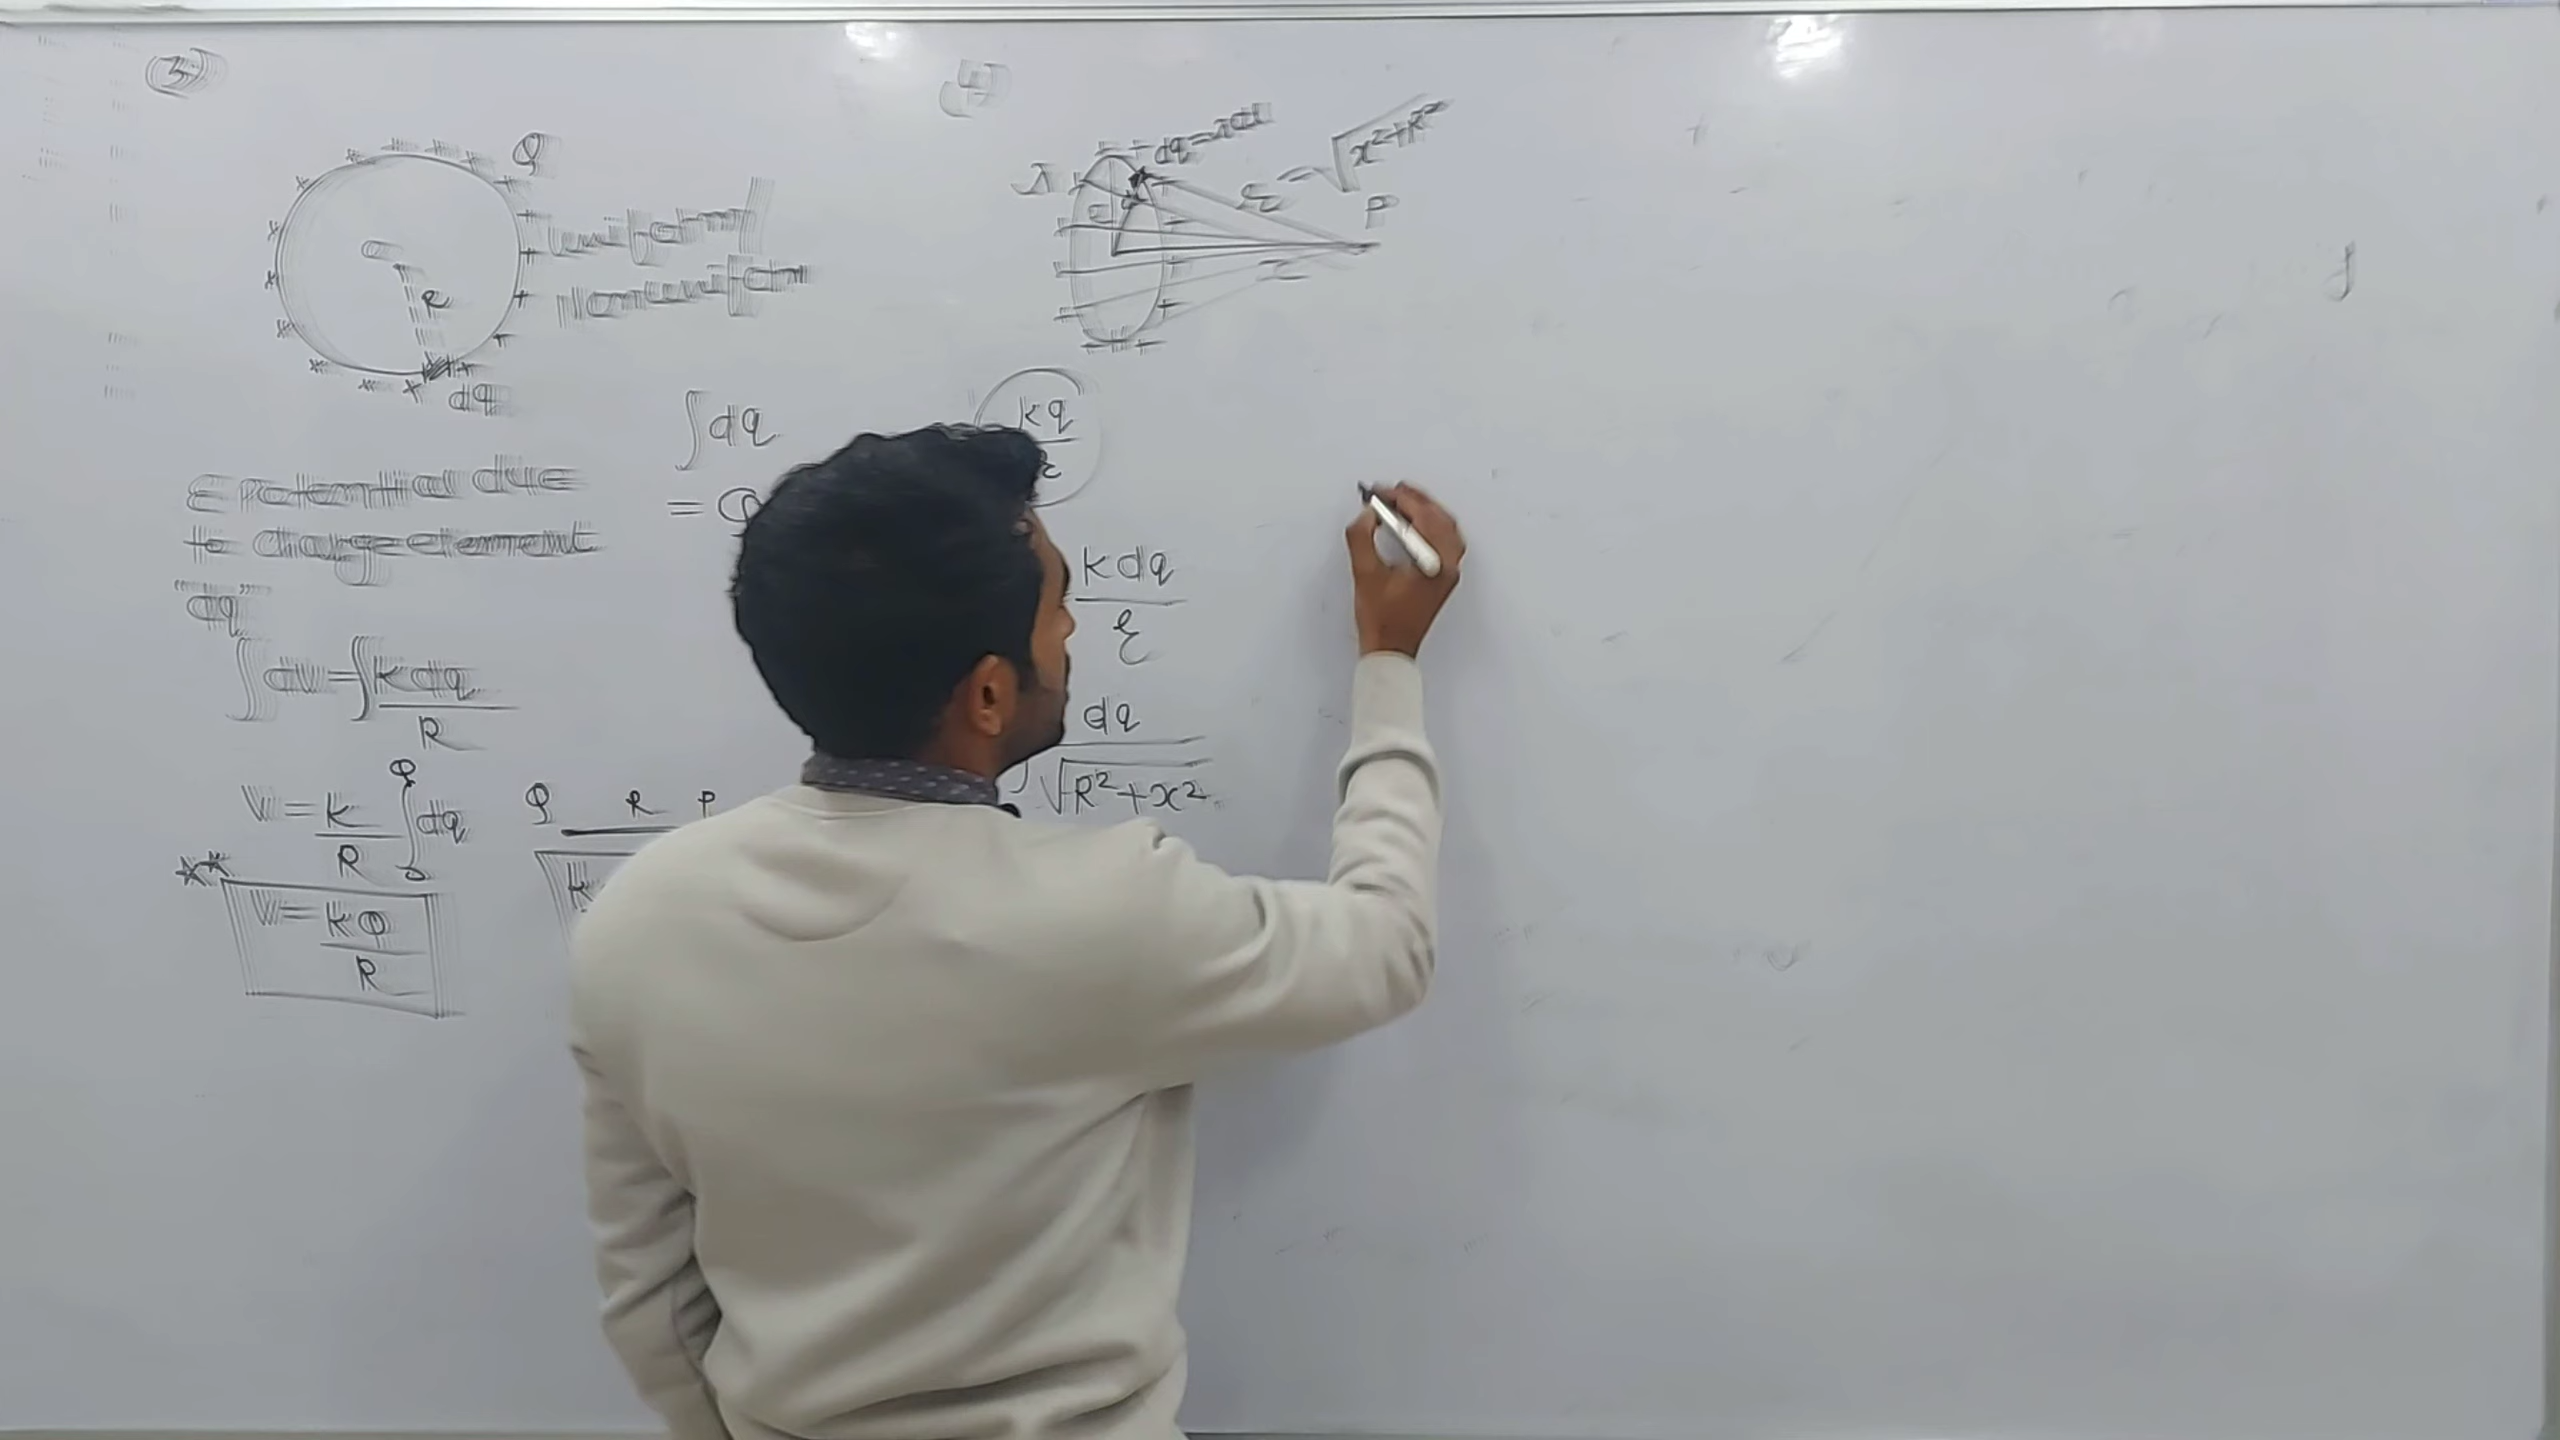 (3)
Q
uniform
Nonuniform
R
dq
∫dq
= Q
potential due
to charge element
"dq"
∫dv=∫kdq/R
V=k/R ∫₀^Q dq
Q R P
V=kQ/R
k
(4)
λ
dq=λdl
r=√x²+R²
P
kq/r
kdq/r
dq/√R²+x²